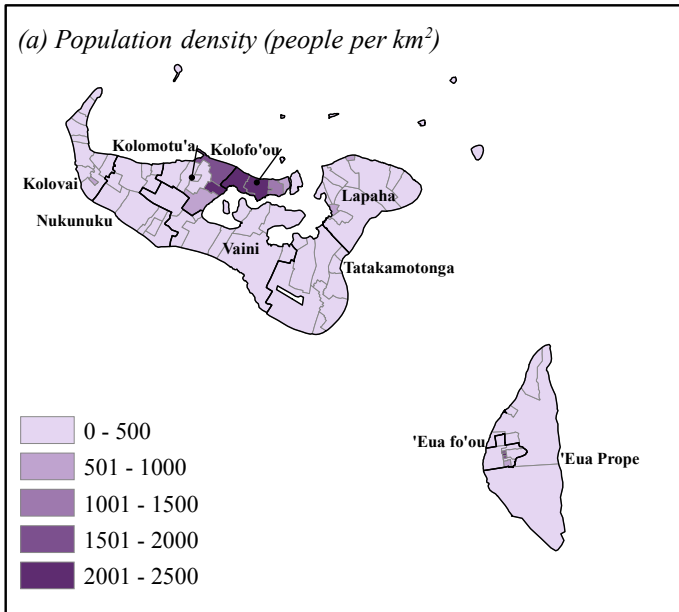 (a) Population density (people per km²)
Kolomotu'a
Kolofo'ou
Kolovai
Lapaha
Nukunuku
Vaini
Tatakamotonga
'Eua fo'ou
'Eua Prope
0 - 500
501 - 1000
1001 - 1500
1501 - 2000
2001 - 2500